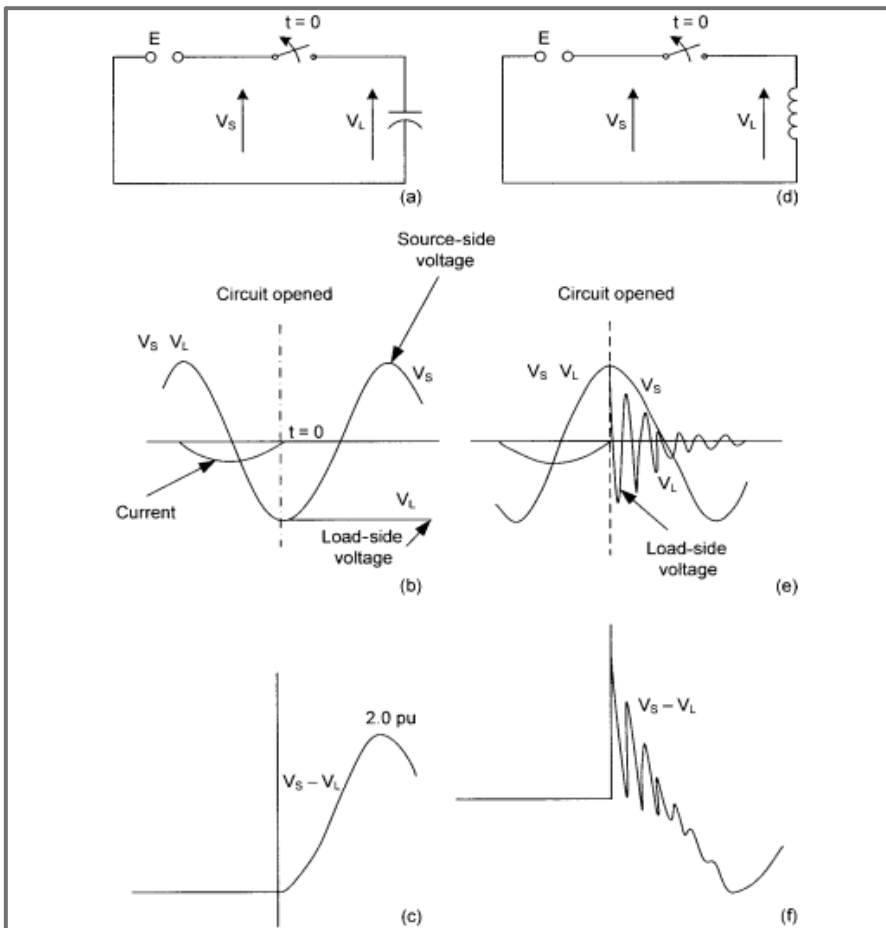 t = 0
E
V_S
V_L
(a)
t = 0
E
V_S
V_L
(d)
Source-side
voltage
Circuit opened
V_S V_L
V_S
t = 0
Current
V_L
Load-side
voltage
(b)
Circuit opened
V_S V_L
V_S
V_L
Load-side
voltage
(e)
2.0 pu
V_S – V_L
(c)
V_S – V_L
(f)